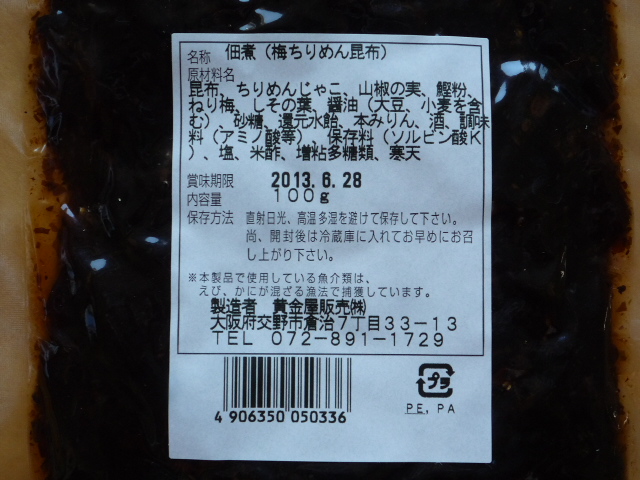 名称 佃煮（梅ちりめん昆布）
原材料名
昆布、ちりめんじゃこ、山椒の実、鰹粉、
ねり梅、しその葉、醤油（大豆、小麦を含
む）砂糖、還元水飴、本みりん、酒、調味
料（アミノ酸等）、保存料（ソルビン酸K
）、塩、米酢、増粘多糖類、寒天
賞味期限 2013.6.28
内容量 100g
保存方法 直射日光、高温多湿を避けて保存して下さい。
尚、開封後は冷蔵庫に入れてお早めにお召
し上がり下さい。
※本製品で使用している魚介類は、
えび、かにが混ざる漁法で捕獲しています。
製造者 黄金屋販売㈱
大阪府交野市倉治7丁目33-13
TEL 072-891-1729
4 906350 050336
プラ
PE, PA